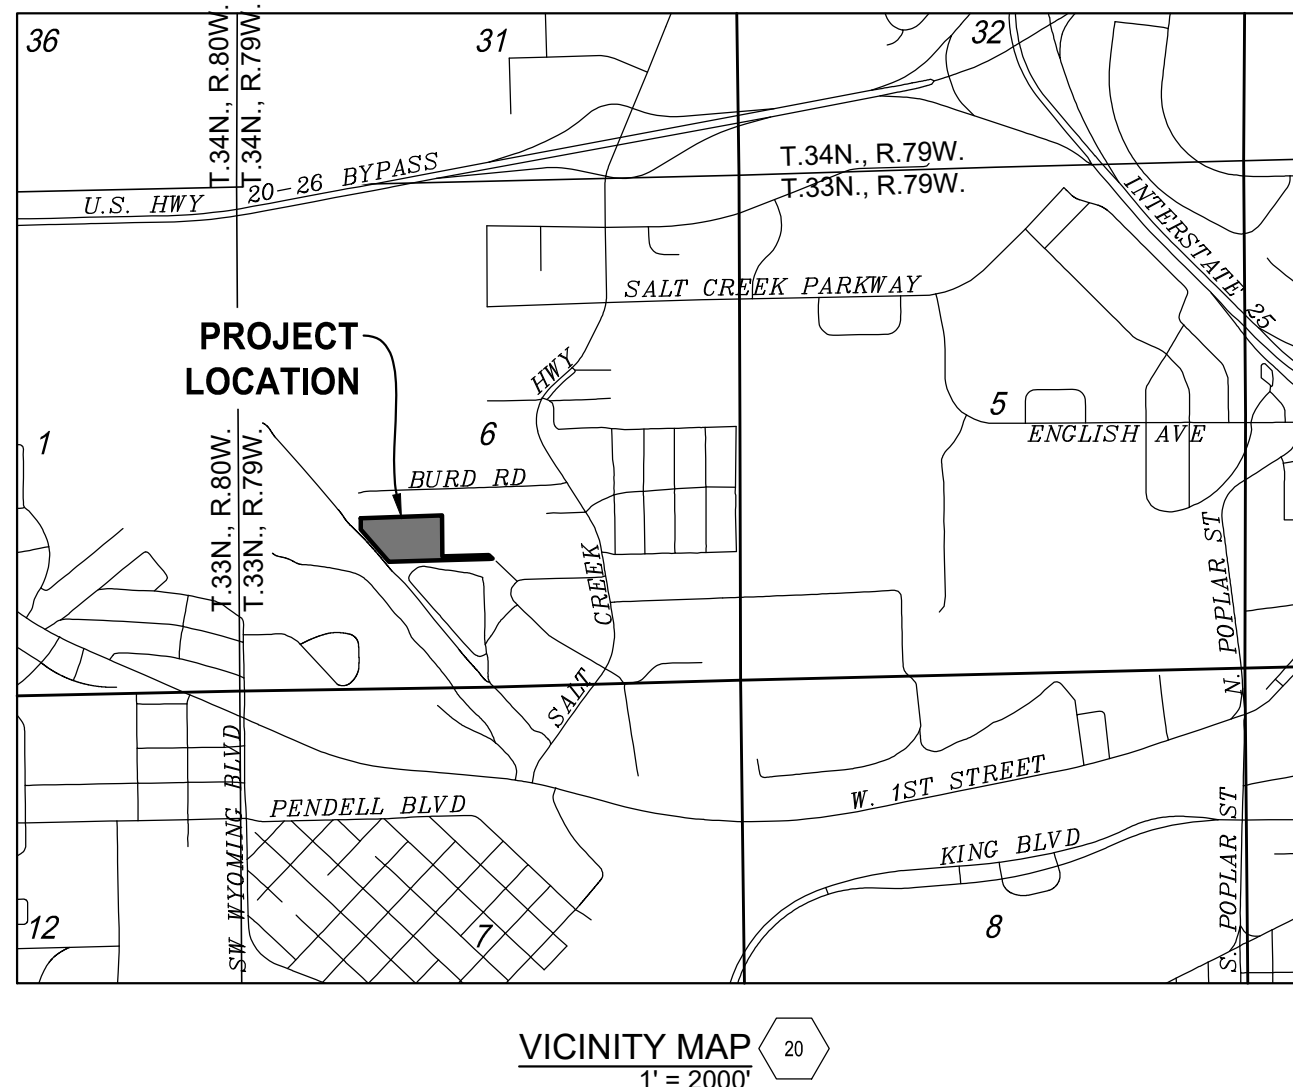 36
31
32
T.34N., R.80W.
T.34N., R.79W.
T.34N., R.79W.
T.33N., R.79W.
U.S. HWY 20-26 BYPASS
INTERSTATE 25
SALT CREEK PARKWAY
PROJECT
LOCATION
HWY
1
6
5
ENGLISH AVE
T.33N., R.80W.
T.33N., R.79W.
BURD RD
CREEK
SALT
N. POPLAR ST
SW WYOMING BLVD
PENDELL BLVD
W. 1ST STREET
KING BLVD
S. POPLAR ST
12
7
8
VICINITY MAP
20
1' = 2000'